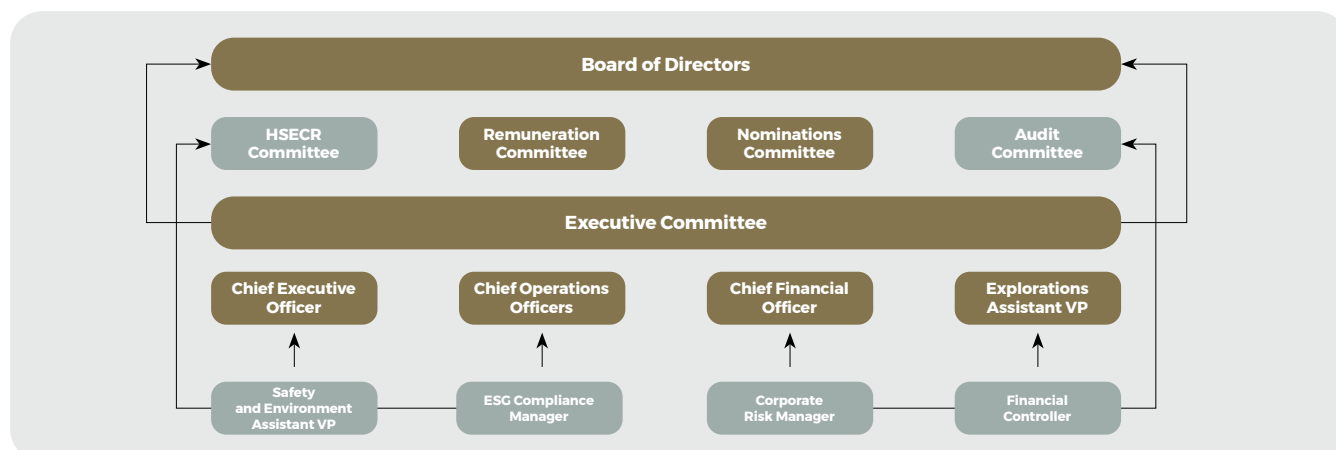 Board of Directors
HSECR
Committee
Remuneration
Committee
Nominations
Committee
Audit
Committee
Executive Committee
Chief Executive
Officer
Chief Operations
Officers
Chief Financial
Officer
Explorations
Assistant VP
Safety
and Environment
Assistant VP
ESG Compliance
Manager
Corporate
Risk Manager
Financial
Controller